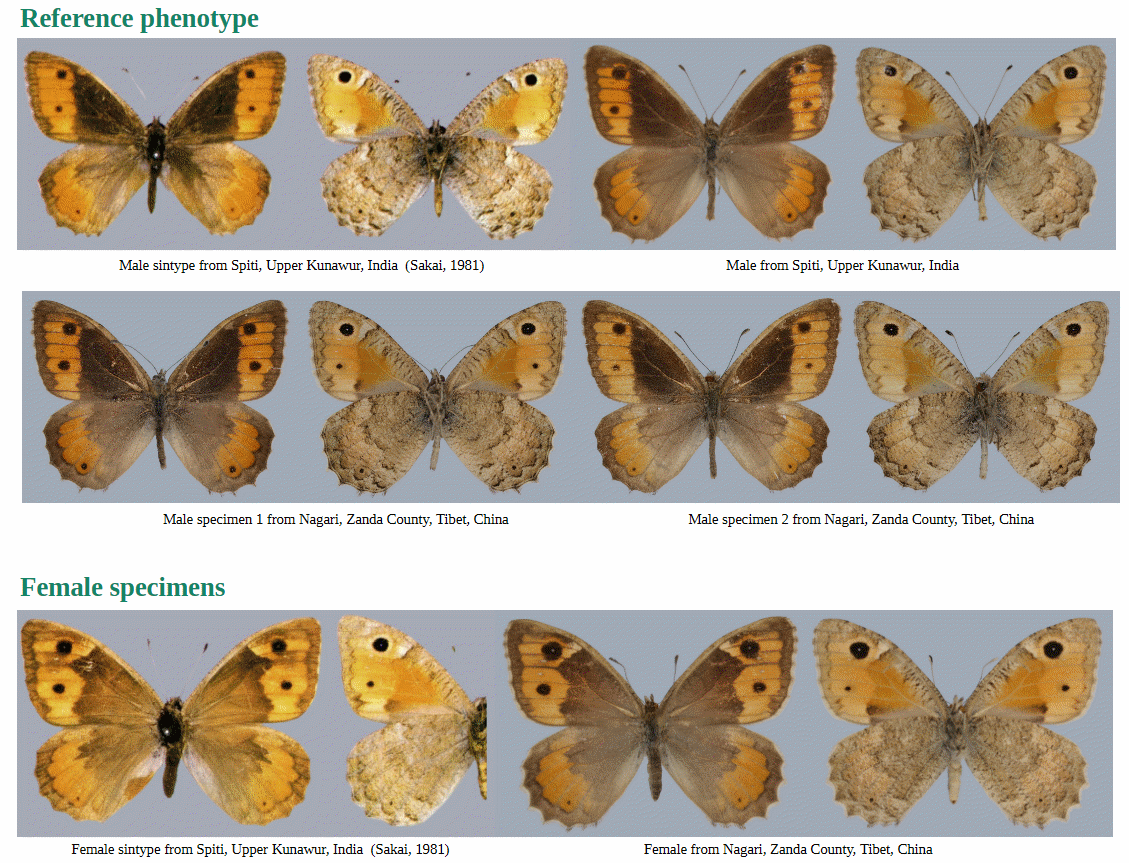 Reference phenotype
Male sintype from Spiti, Upper Kunawur, India (Sakai, 1981)
Male from Spiti, Upper Kunawur, India
Male specimen 1 from Nagari, Zanda County, Tibet, China
Male specimen 2 from Nagari, Zanda County, Tibet, China
Female specimens
Female sintype from Spiti, Upper Kunawur, India (Sakai, 1981)
Female from Nagari, Zanda County, Tibet, China